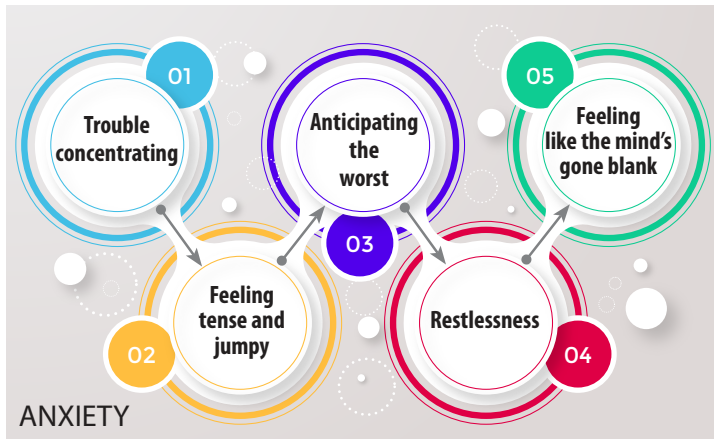 01
Trouble
concentrating
02
Feeling
tense and
jumpy
03
Anticipating
the
worst
04
Restlessness
05
Feeling
like the mind's
gone blank
ANXIETY